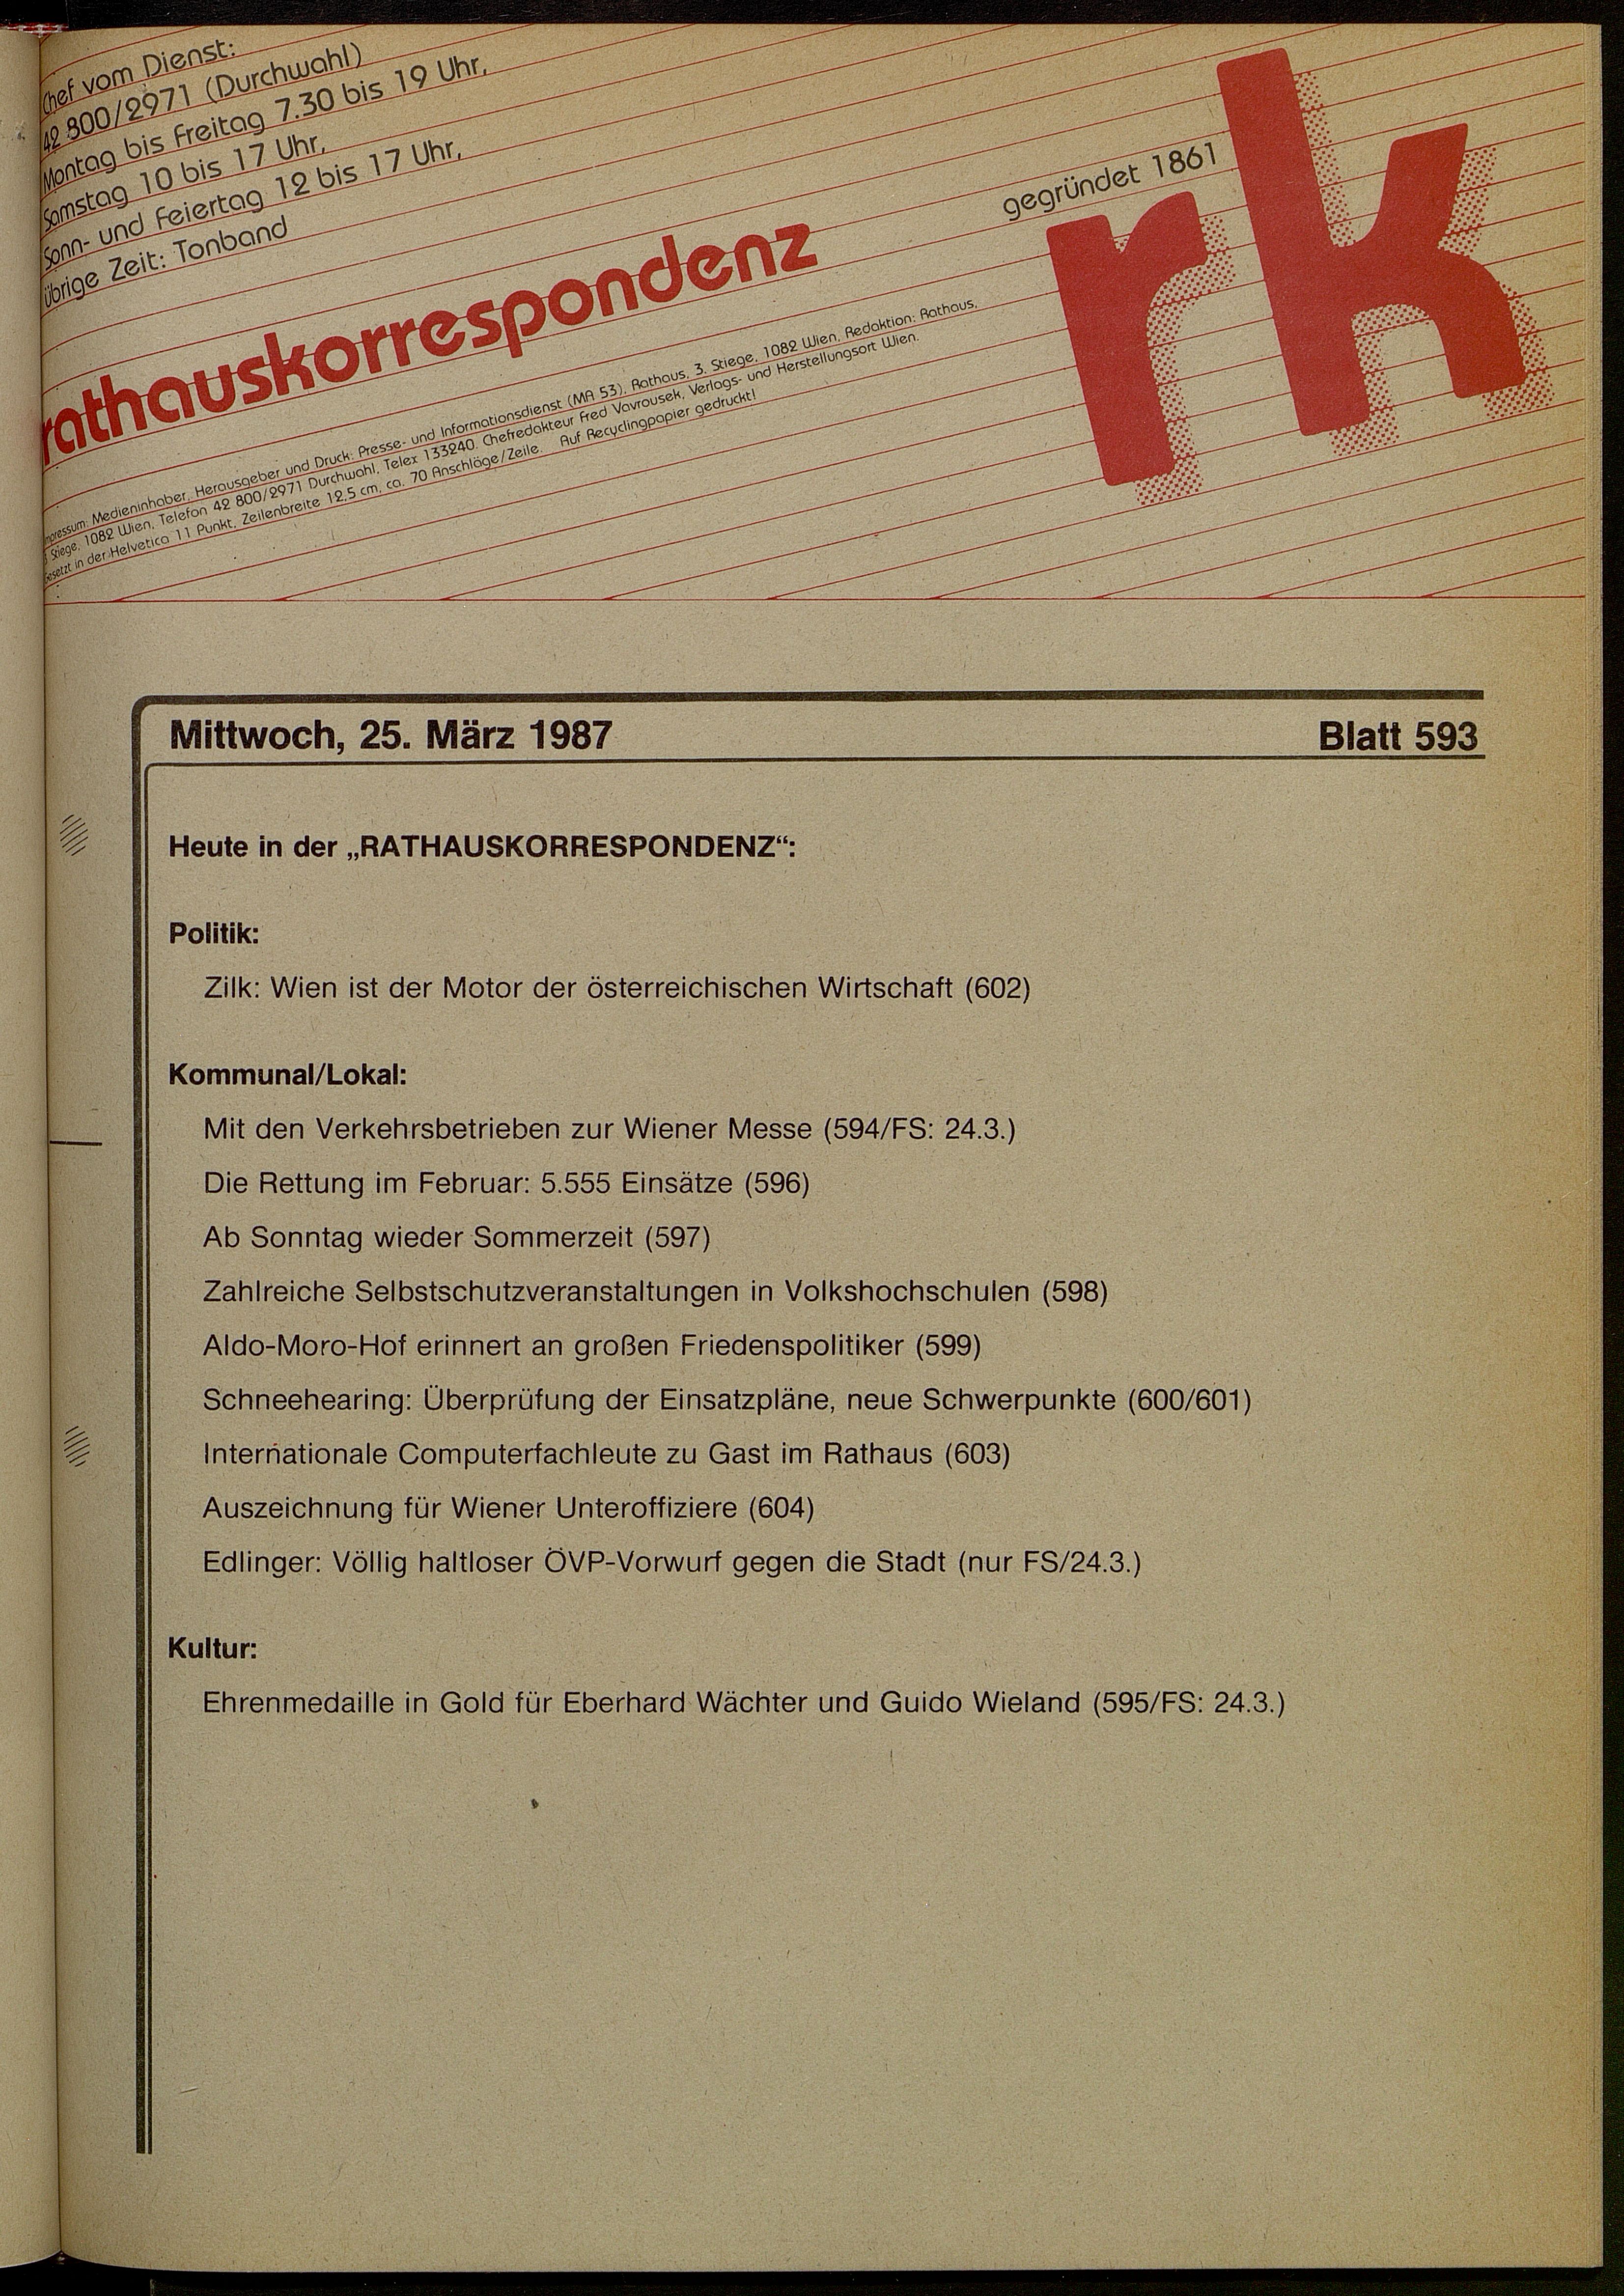 Chef vom Dienst:
42 800/2971 (Durchwahl)
Montag bis Freitag 7.30 bis 19 Uhr,
Samstag 10 bis 17 Uhr,
Sonn- und Feiertag 12 bis 17 Uhr,
übrige Zeit: Tonband
gegründet 1861
rk
rathauskorrespondenz
Impressum: Medieninhaber, Herausgeber und Druck: Presse- und Informationsdienst (MA 53), Rathaus, 3. Stiege, 1082 Wien, Redaktion: Rathaus,
3. Stiege, 1082 Wien, Telefon 42 800/2971 Durchwahl, Telex 133240. Chefredakteur Fred Vavrousek, Verlags- und Herstellungsort Wien.
Gesetzt in der Helvetica 11 Punkt, Zeilenbreite 12,5 cm, ca. 70 Anschläge/Zeile. Auf Recyclingpapier gedruckt!
Mittwoch, 25. März 1987 Blatt 593
Heute in der „RATHAUSKORRESPONDENZ“:
Politik:
Zilk: Wien ist der Motor der österreichischen Wirtschaft (602)
Kommunal/Lokal:
Mit den Verkehrsbetrieben zur Wiener Messe (594/FS: 24.3.)
Die Rettung im Februar: 5.555 Einsätze (596)
Ab Sonntag wieder Sommerzeit (597)
Zahlreiche Selbstschutzveranstaltungen in Volkshochschulen (598)
Aldo-Moro-Hof erinnert an großen Friedenspolitiker (599)
Schneehearing: Überprüfung der Einsatzpläne, neue Schwerpunkte (600/601)
Internationale Computerfachleute zu Gast im Rathaus (603)
Auszeichnung für Wiener Unteroffiziere (604)
Edlinger: Völlig haltloser ÖVP-Vorwurf gegen die Stadt (nur FS/24.3.)
Kultur:
Ehrenmedaille in Gold für Eberhard Wächter und Guido Wieland (595/FS: 24.3.)